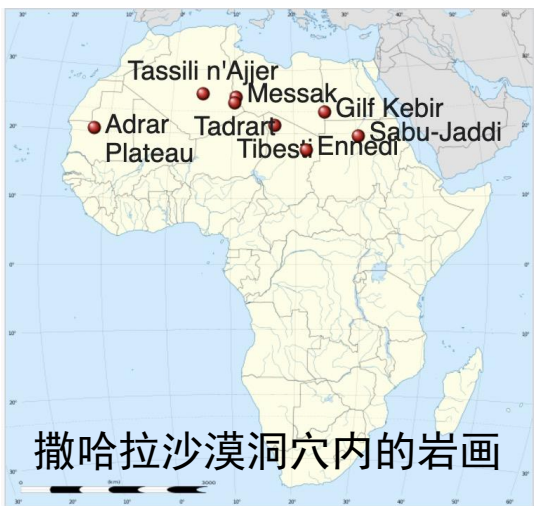 Tassili n'Ajjer
Messak
Gilf Kebir
Adrar
Plateau
Tadrart
Sabu-Jaddi
Tibesti
Ennedi
撒哈拉沙漠洞穴内的岩画